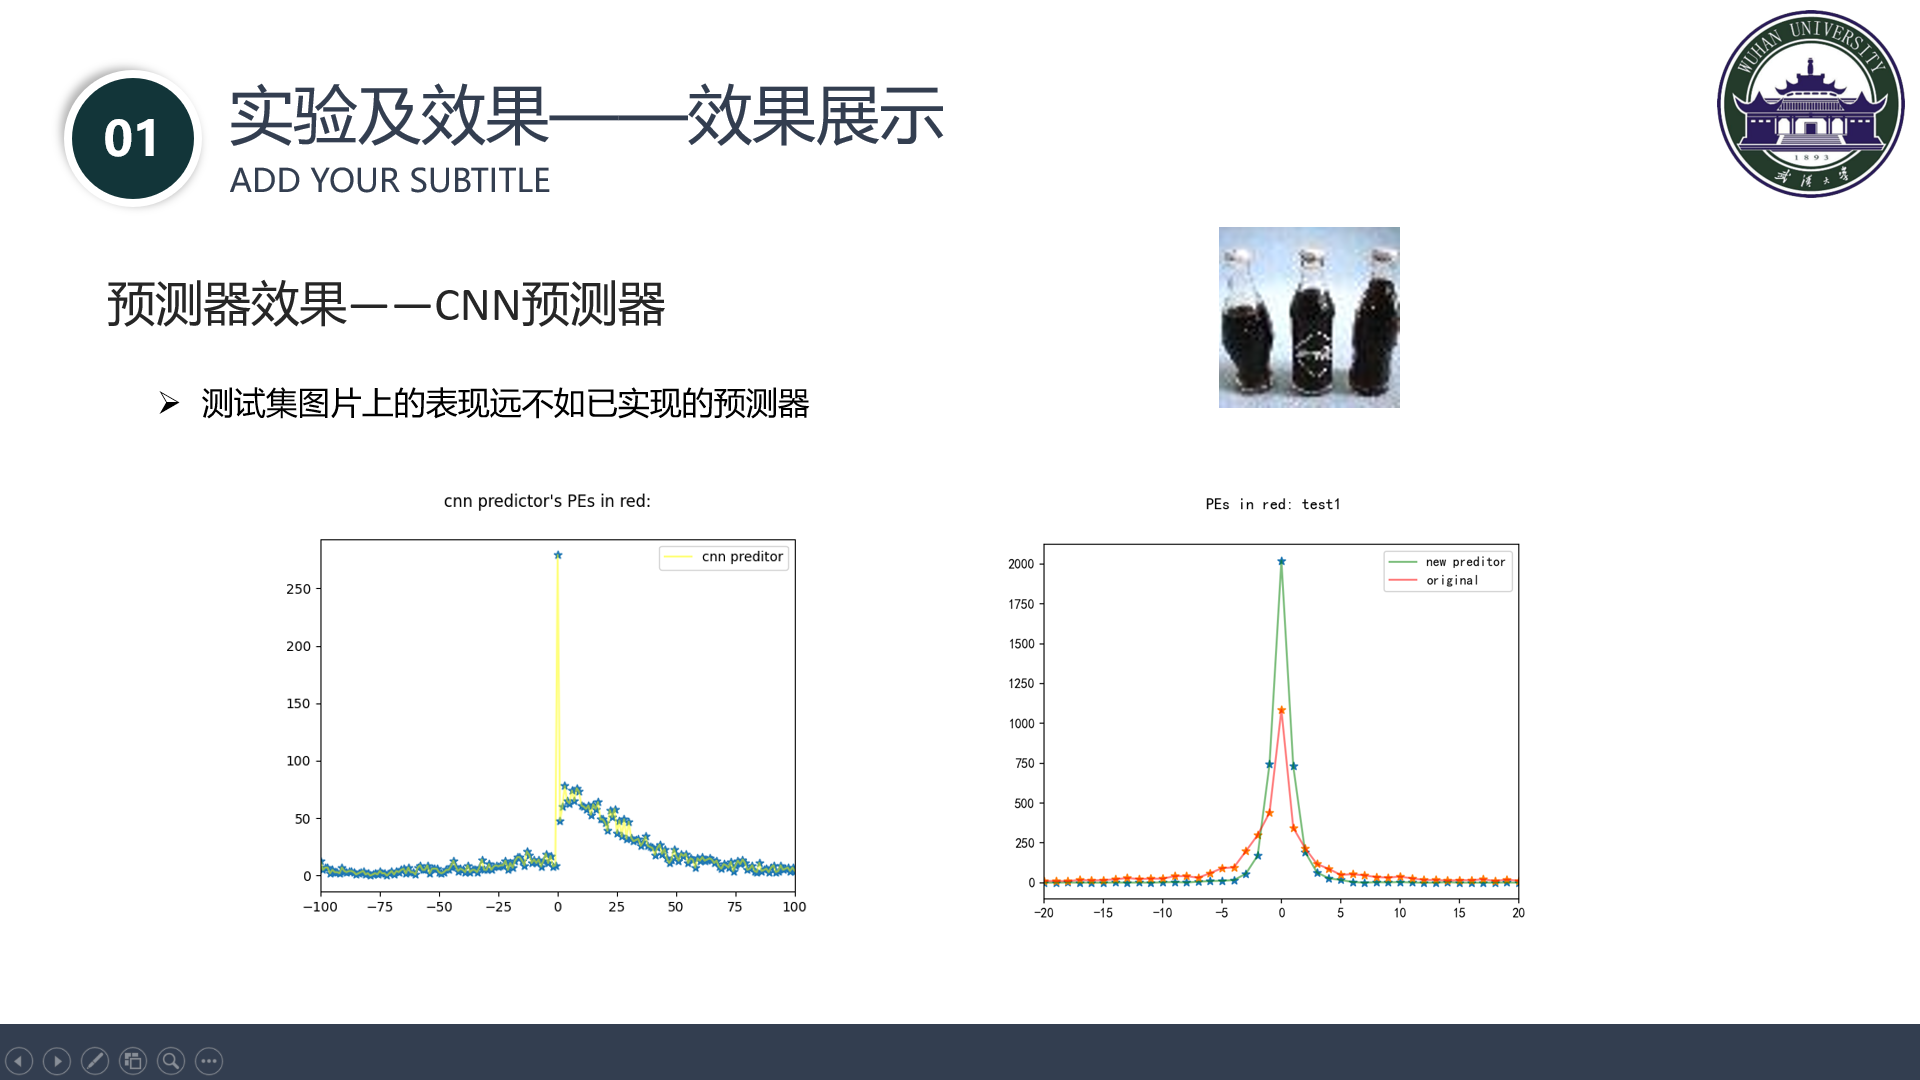 01
实验及效果——效果展示
ADD YOUR SUBTITLE
WUHAN UNIVERSITY
1893
武汉大学
预测器效果——CNN预测器
➢ 测试集图片上的表现远不如已实现的预测器
cnn predictor's PEs in red:
cnn preditor
250
200
150
100
50
0
−100 −75 −50 −25 0 25 50 75 100
PEs in red: test1
new preditor
original
2000
1750
1500
1250
1000
750
500
250
0
−20 −15 −10 −5 0 5 10 15 20